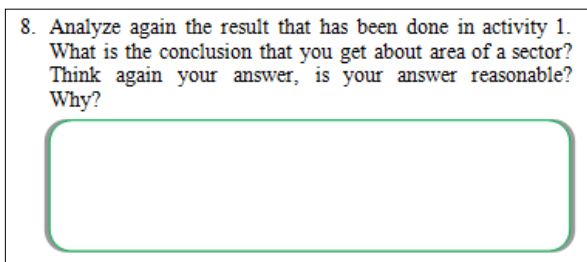 8. Analyze again the result that has been done in activity 1.
What is the conclusion that you get about area of a sector?
Think again your answer, is your answer reasonable?
Why?